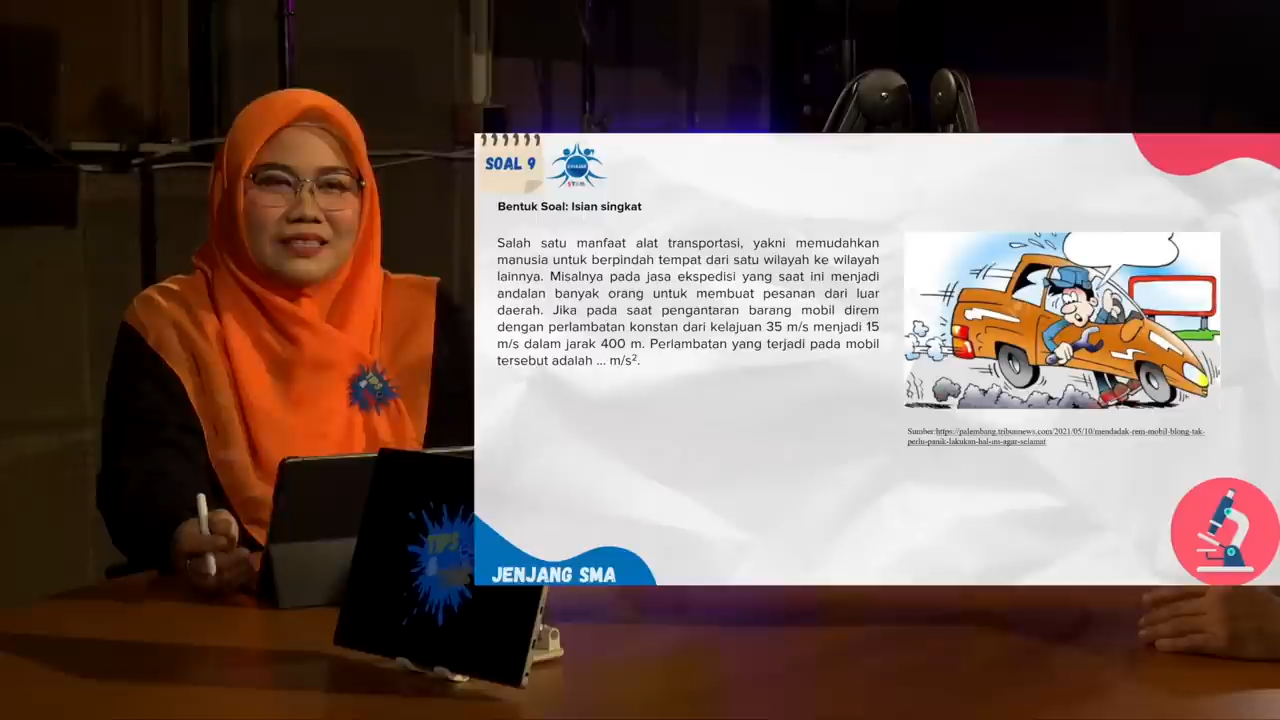 SOAL 9
STEM
Bentuk Soal: Isian singkat
Salah satu manfaat alat transportasi, yakni memudahkan
manusia untuk berpindah tempat dari satu wilayah ke wilayah
lainnya. Misalnya pada jasa ekspedisi yang saat ini menjadi
andalan banyak orang untuk membuat pesanan dari luar
daerah. Jika pada saat pengantaran barang mobil direm
dengan perlambatan konstan dari kelajuan 35 m/s menjadi 15
m/s dalam jarak 400 m. Perlambatan yang terjadi pada mobil
tersebut adalah ... m/s².
Sumber:https://palembang.tribunnews.com/2021/05/10/mendadak-rem-mobil-blong-tak-
perlu-panik-lakukan-hal-ini-agar-selamat
TIPS
JENJANG SMA